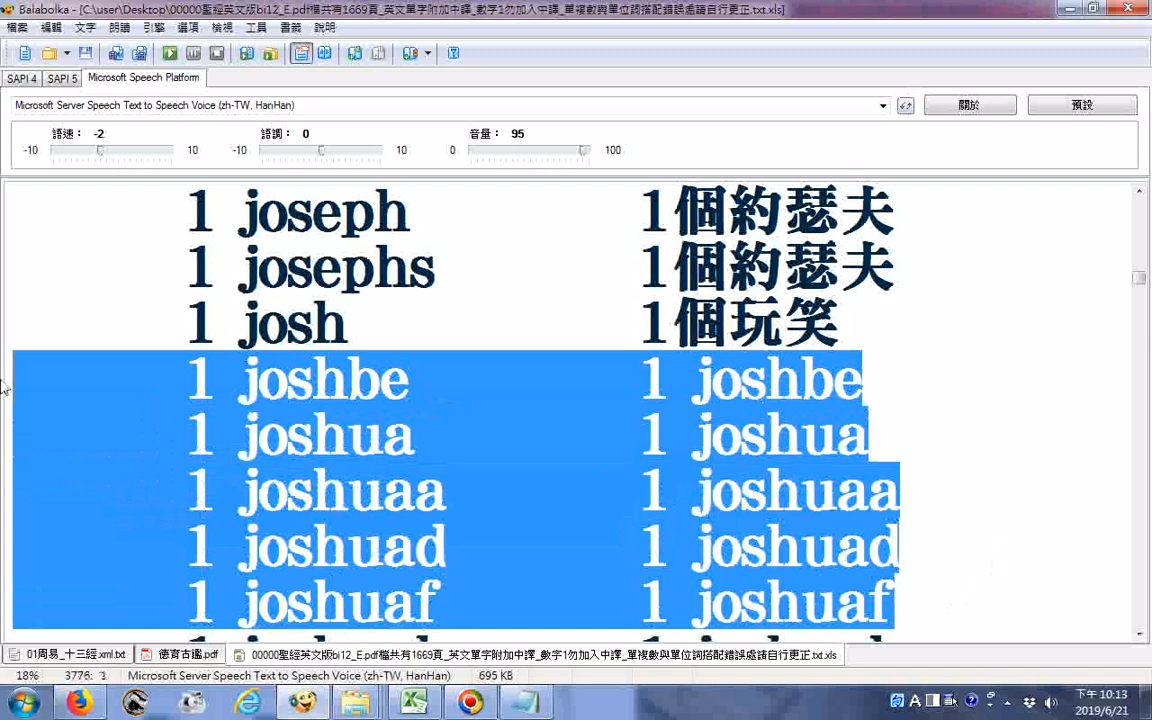 Balabolka - [C:\user\Desktop\00000聖經英文版bi12_E.pdf檔共有1669頁_英文單字附加中譯_數字1勿加入中譯_單複數與單位詞搭配錯誤處請自行更正.txt.xls]
檔案 編輯 文字 朗讀 引擎 選項 檢視 工具 書籤 說明
SAPI 4 SAPI 5 Microsoft Speech Platform
Microsoft Server Speech Text to Speech Voice (zh-TW, HanHan) 關於 預設
語速： -2 語調： 0 音量： 95
-10 10 -10 10 0 100
1 joseph 1個約瑟夫
1 josephs 1個約瑟夫
1 josh 1個玩笑
1 joshbe 1 joshbe
1 joshua 1 joshua
1 joshuaa 1 joshuaa
1 joshuad 1 joshuad
1 joshuaf 1 joshuaf
01周易_十三經.xml.txt 德育古鑑.pdf 00000聖經英文版bi12_E.pdf檔共有1669頁_英文單字附加中譯_數字1勿加入中譯_單複數與單位詞搭配錯誤處請自行更正.txt.xls
18% 3776: 1 Microsoft Server Speech Text to Speech Voice (zh-TW, HanHan) 695 KB
下午 10:13
2019/6/21